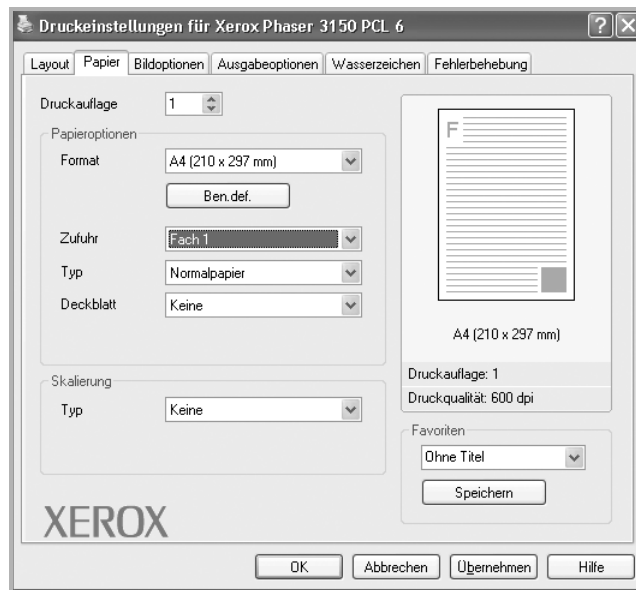 Druckeinstellungen für Xerox Phaser 3150 PCL 6
Layout Papier Bildoptionen Ausgabeoptionen Wasserzeichen Fehlerbehebung
Druckauflage 1
Papieroptionen
Format A4 (210 x 297 mm)
Ben.def.
Zufuhr Fach 1
Typ Normalpapier
Deckblatt Keine
Skalierung
Typ Keine
XEROX
F
A4 (210 x 297 mm)
Druckauflage: 1
Druckqualität: 600 dpi
Favoriten
Ohne Titel
Speichern
OK Abbrechen Übernehmen Hilfe